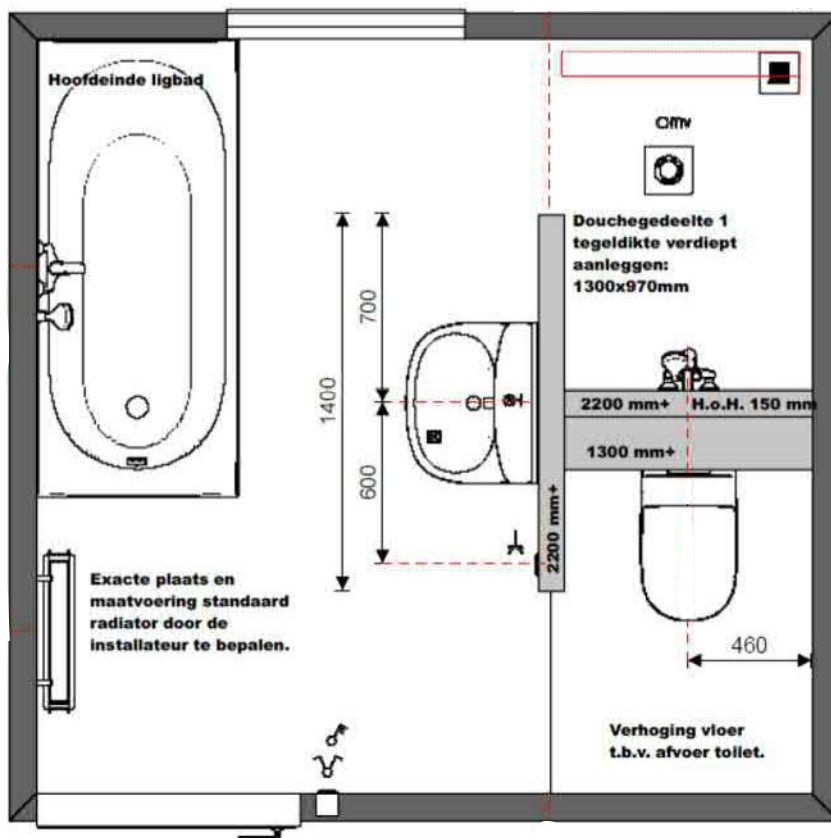 Hoofdeinde ligbad
mv
Douchegedeelte 1
tegeldikte verdiept
aanleggen:
1300x970mm
700
1400
600
2200 mm+ H.o.H. 150 mm
1300 mm+
2200 mm+
Exacte plaats en
maatvoering standaard
radiator door de
installateur te bepalen.
460
Verhoging vloer
t.b.v. afvoer toilet.